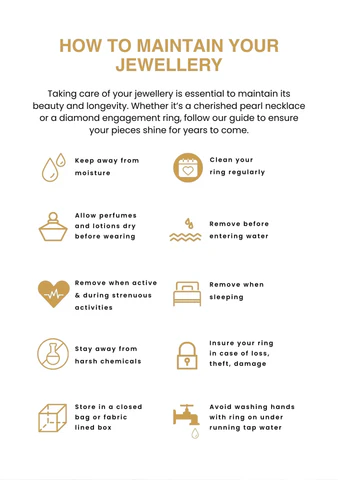 HOW TO MAINTAIN YOUR
JEWELLERY
Taking care of your jewellery is essential to maintain its
beauty and longevity. Whether it's a cherished pearl necklace
or a diamond engagement ring, follow our guide to ensure
your pieces shine for years to come.
Keep away from
moisture
Clean your
ring regularly
Allow perfumes
and lotions dry
before wearing
Remove before
entering water
Remove when active
& during strenuous
activities
Remove when
sleeping
Stay away from
harsh chemicals
Insure your ring
in case of loss,
theft, damage
Store in a closed
bag or fabric
lined box
Avoid washing hands
with ring on under
running tap water